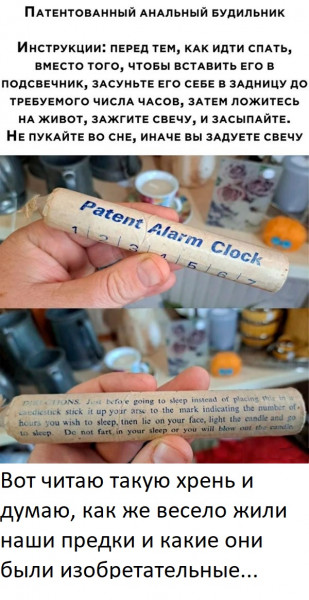 Патентованный анальный будильник
Инструкции: перед тем, как идти спать,
вместо того, чтобы вставить его в
подсвечник, засуньте его себе в задницу до
требуемого числа часов, затем ложитесь
на живот, зажгите свечу, и засыпайте.
Не пукайте во сне, иначе вы задуете свечу
Patent Alarm Clock
1 2 3 4 5 6 7
Just before going to sleep instead of placing this in a
candlestick stick it up your arse to the mark indicating the number of
hours you wish to sleep, then lie on your face, light the candle and go
to sleep. Do not fart in your sleep or you will blow out the candle
Вот читаю такую хрень и
думаю, как же весело жили
наши предки и какие они
были изобретательные...